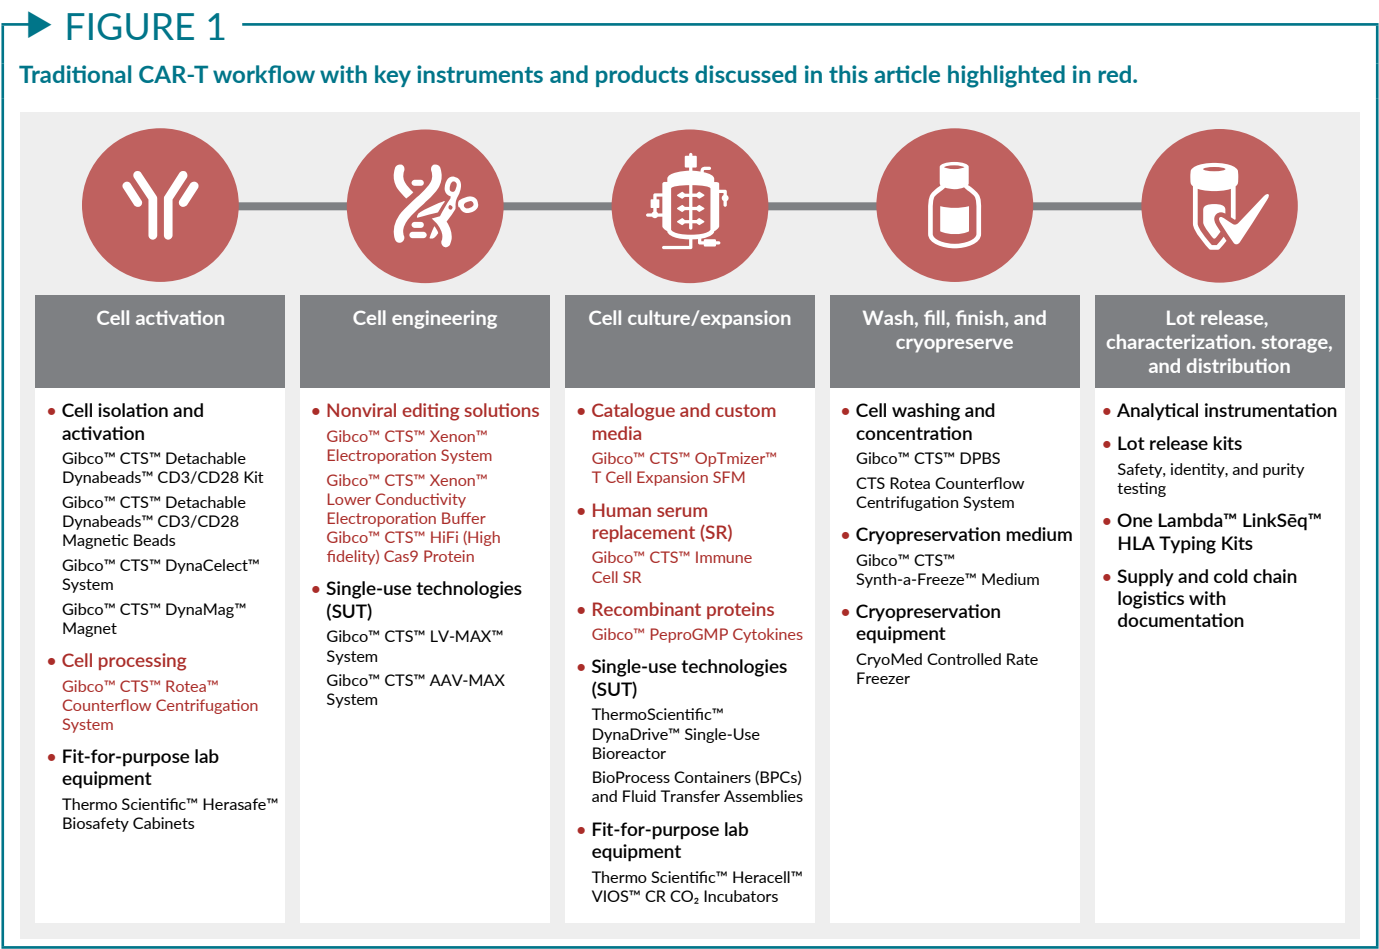 FIGURE 1
Traditional CAR-T workflow with key instruments and products discussed in this article highlighted in red.
Cell activation
• Cell isolation and
activation
Gibco™ CTS™ Detachable
Dynabeads™ CD3/CD28 Kit
Gibco™ CTS™ Detachable
Dynabeads™ CD3/CD28
Magnetic Beads
Gibco™ CTS™ DynaCelect™
System
Gibco™ CTS™ DynaMag™
Magnet
• Cell processing
Gibco™ CTS™ Rotea™
Counterflow Centrifugation
System
• Fit-for-purpose lab
equipment
Thermo Scientific™ Herasafe™
Biosafety Cabinets
Cell engineering
• Nonviral editing solutions
Gibco™ CTS™ Xenon™
Electroporation System
Gibco™ CTS™ Xenon™
Lower Conductivity
Electroporation Buffer
Gibco™ CTS™ HiFi (High
fidelity) Cas9 Protein
• Single-use technologies
(SUT)
Gibco™ CTS™ LV-MAX™
System
Gibco™ CTS™ AAV-MAX
System
Cell culture/expansion
• Catalogue and custom
media
Gibco™ CTS™ OpTmizer™
T Cell Expansion SFM
• Human serum
replacement (SR)
Gibco™ CTS™ Immune
Cell SR
• Recombinant proteins
Gibco™ PeproGMP Cytokines
• Single-use technologies
(SUT)
ThermoScientific™
DynaDrive™ Single-Use
Bioreactor
BioProcess Containers (BPCs)
and Fluid Transfer Assemblies
• Fit-for-purpose lab
equipment
Thermo Scientific™ Heracell™
VIOS™ CR CO₂ Incubators
Wash, fill, finish, and
cryopreserve
• Cell washing and
concentration
Gibco™ CTS™ DPBS
CTS Rotea Counterflow
Centrifugation System
• Cryopreservation medium
Gibco™ CTS™
Synth-a-Freeze™ Medium
• Cryopreservation
equipment
CryoMed Controlled Rate
Freezer
Lot release,
characterization. storage,
and distribution
• Analytical instrumentation
• Lot release kits
Safety, identity, and purity
testing
• One Lambda™ LinkSēq™
HLA Typing Kits
• Supply and cold chain
logistics with
documentation